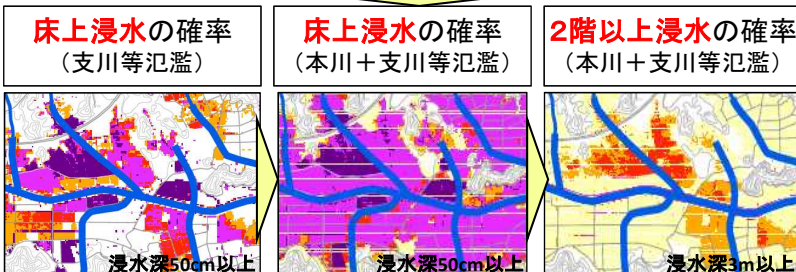 床上浸水の確率
（支川等氾濫）
床上浸水の確率
（本川＋支川等氾濫）
2階以上浸水の確率
（本川＋支川等氾濫）
浸水深50cm以上
浸水深50cm以上
浸水深3m以上